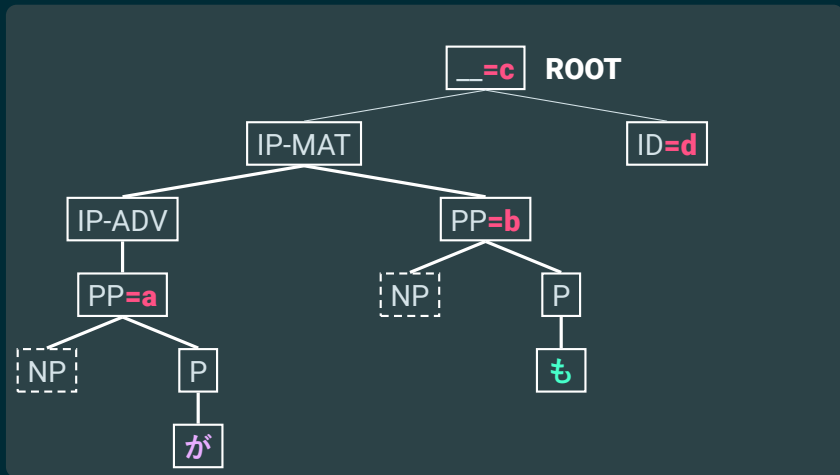 __=c ROOT
IP-MAT ID=d
IP-ADV PP=b
PP=a NP P
NP P も
が